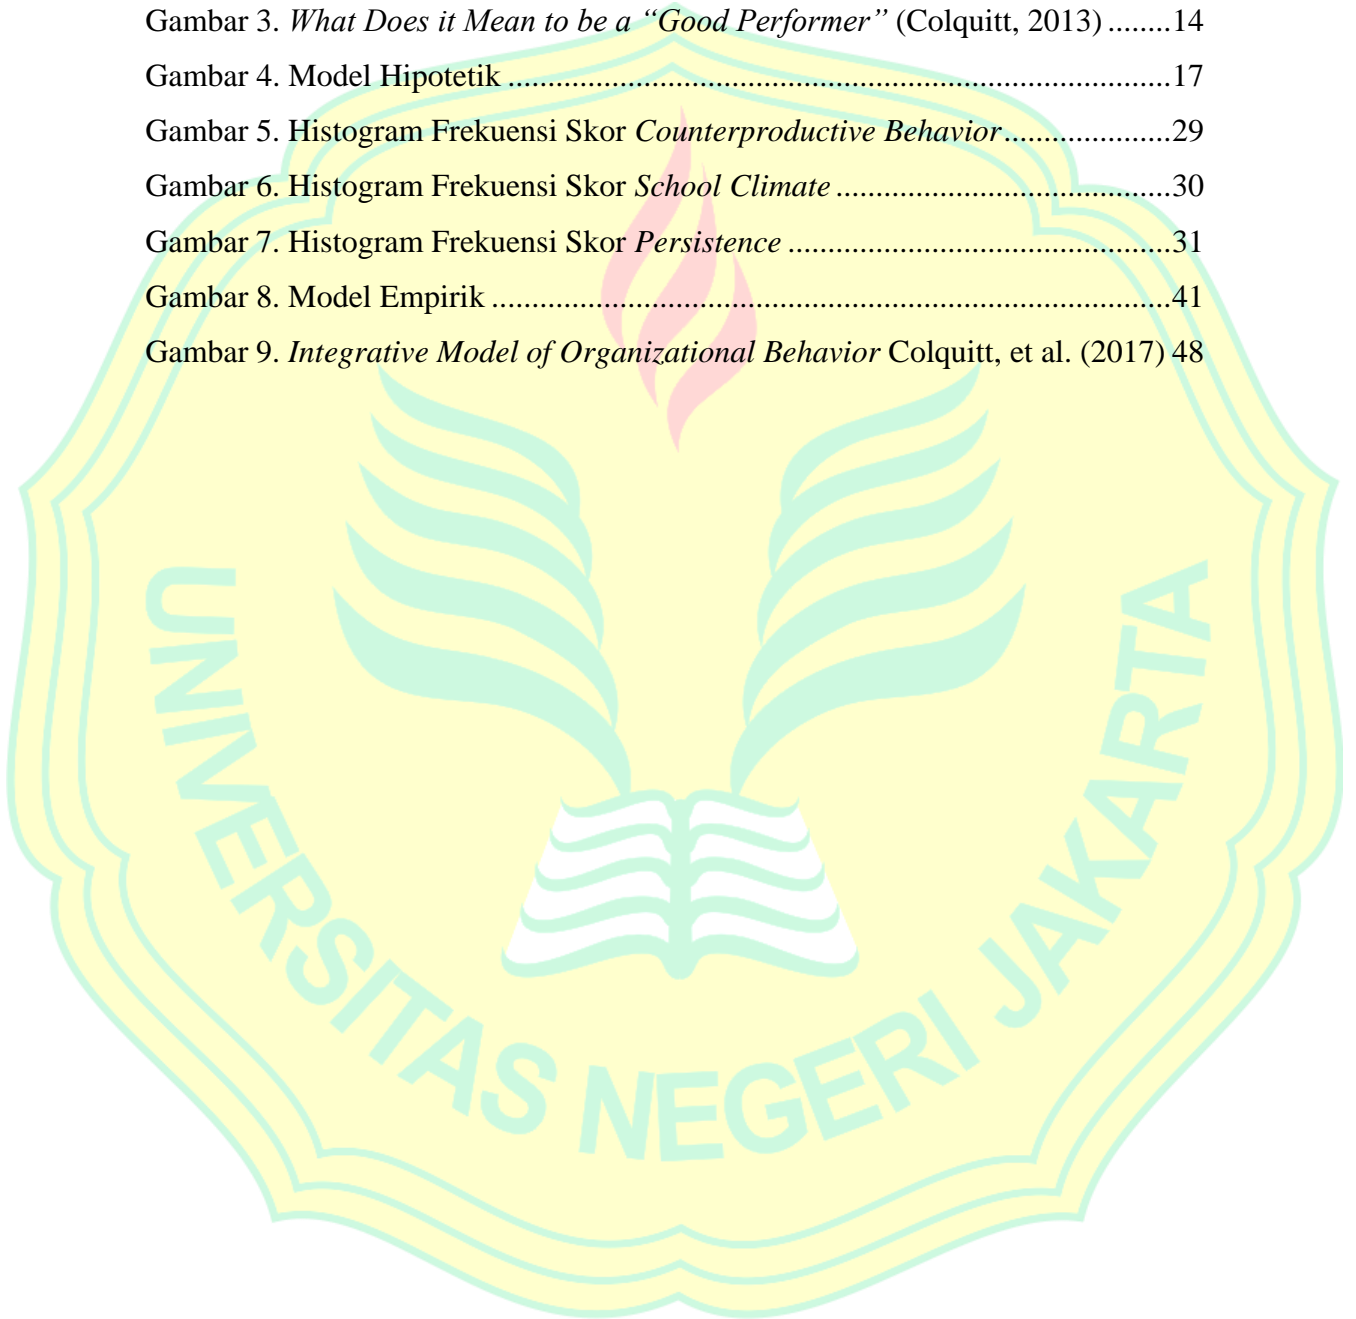 Gambar 3. What Does it Mean to be a “Good Performer” (Colquitt, 2013) ........14
Gambar 4. Model Hipotetik ....................................................................................17
Gambar 5. Histogram Frekuensi Skor Counterproductive Behavior.....................29
Gambar 6. Histogram Frekuensi Skor School Climate ..........................................30
Gambar 7. Histogram Frekuensi Skor Persistence ................................................31
Gambar 8. Model Empirik ......................................................................................41
Gambar 9. Integrative Model of Organizational Behavior Colquitt, et al. (2017) 48
UNIVERSITAS NEGERI JAKARTA